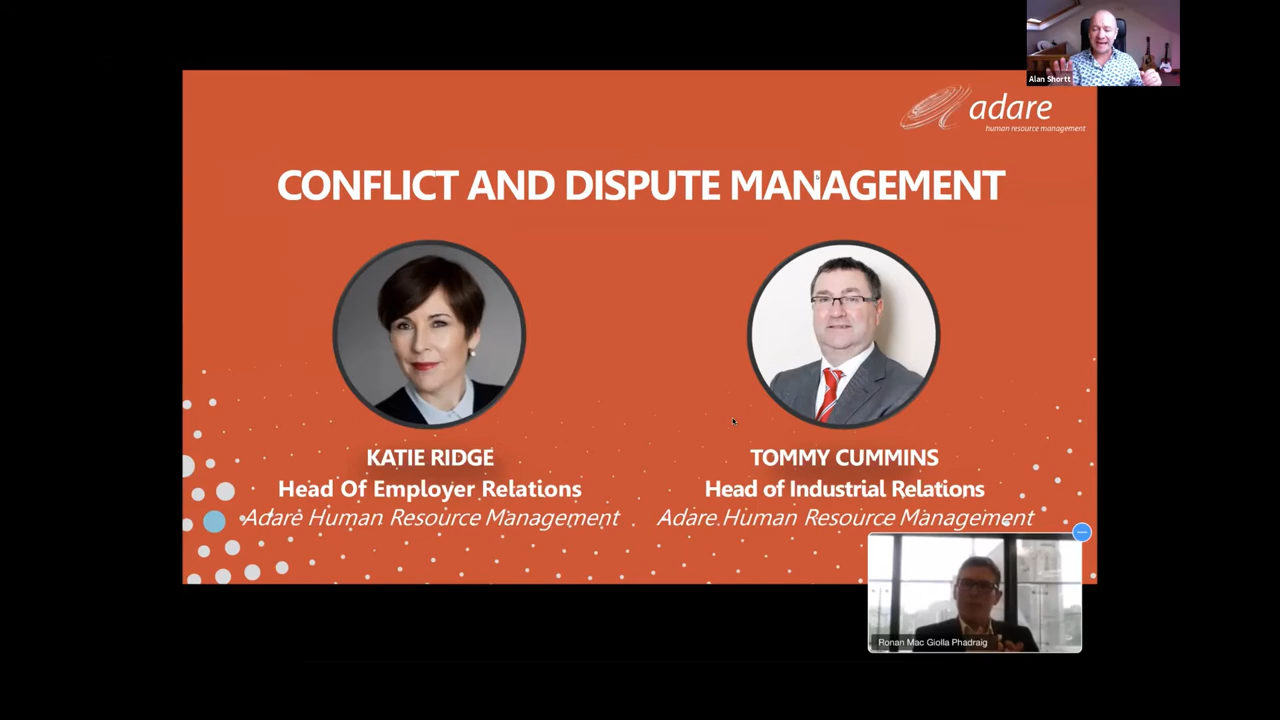 Alan Shortt
adare
human resource management
CONFLICT AND DISPUTE MANAGEMENT
KATIE RIDGE
Head Of Employer Relations
Adare Human Resource Management
TOMMY CUMMINS
Head of Industrial Relations
Adare Human Resource Management
Ronan Mac Giolla Phadraig